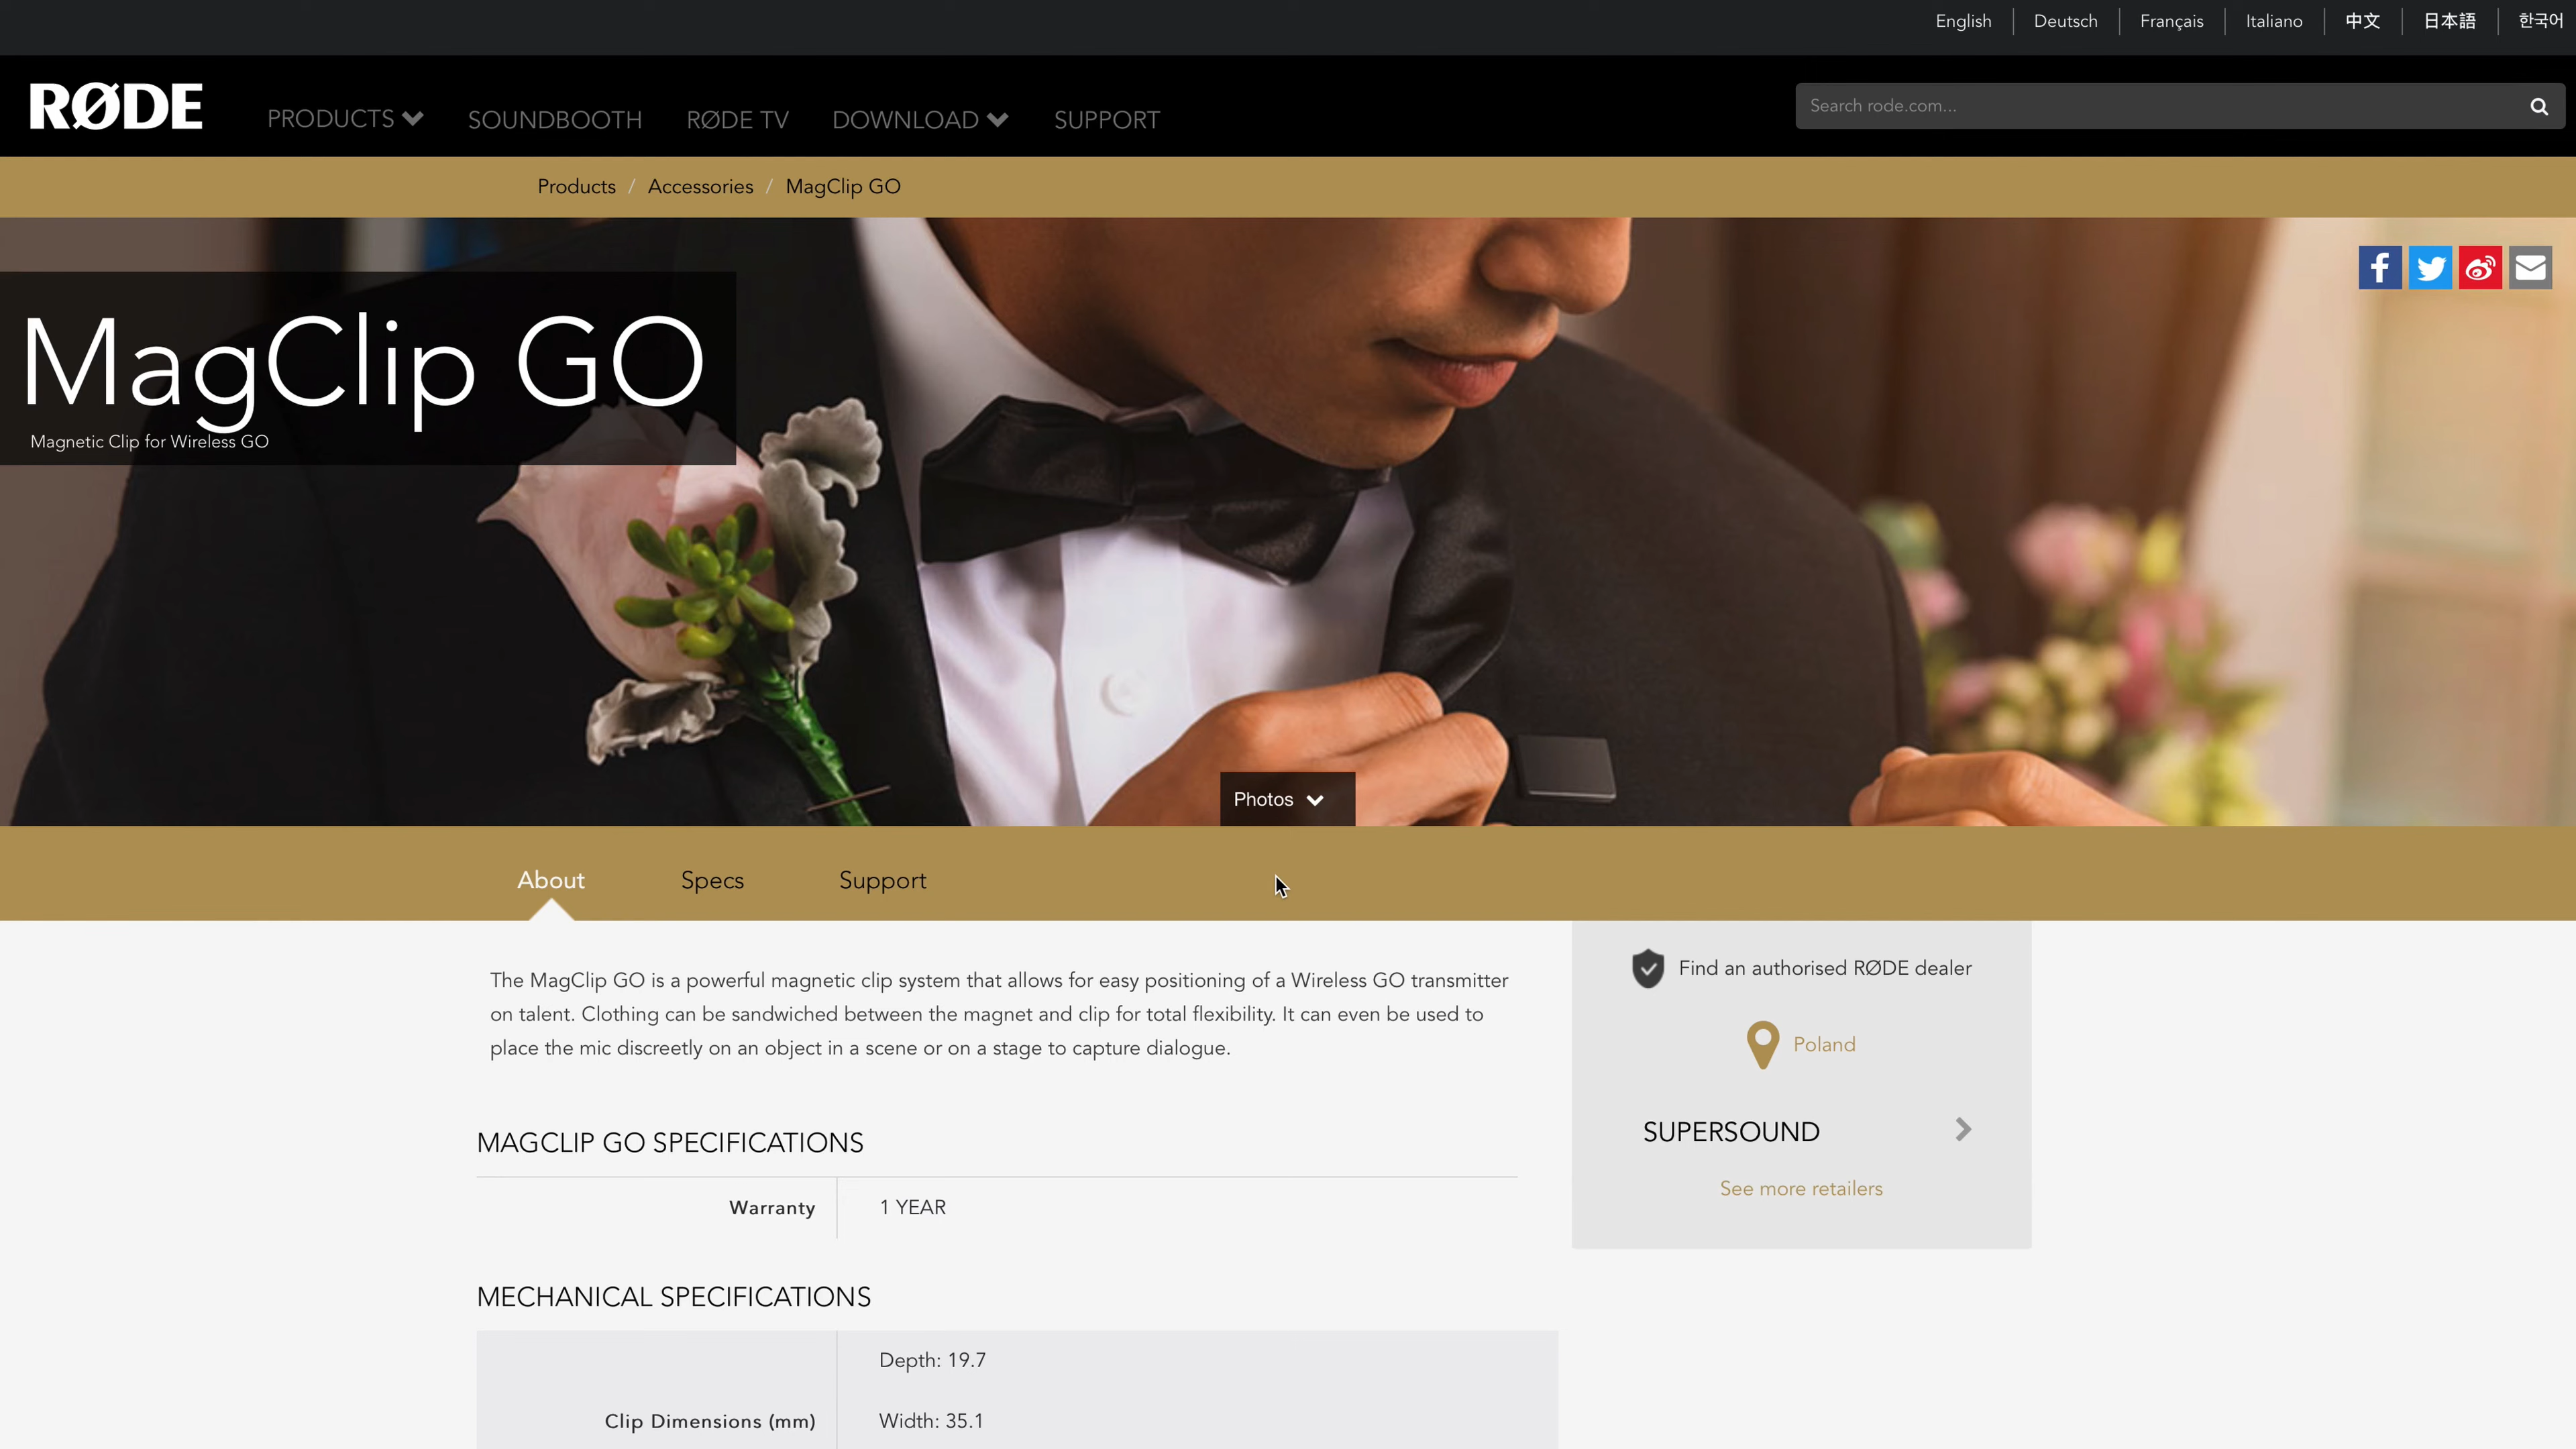 English
Deutsch
Français
Italiano
中文
日本語
한국어
RØDE
PRODUCTS
SOUNDBOOTH
RØDE TV
DOWNLOAD
SUPPORT
Search rode.com...
Products / Accessories / MagClip GO
MagClip GO
Magnetic Clip for Wireless GO
Photos
About
Specs
Support
The MagClip GO is a powerful magnetic clip system that allows for easy positioning of a Wireless GO transmitter
on talent. Clothing can be sandwiched between the magnet and clip for total flexibility. It can even be used to
place the mic discreetly on an object in a scene or on a stage to capture dialogue.
MAGCLIP GO SPECIFICATIONS
Warranty
1 YEAR
MECHANICAL SPECIFICATIONS
Depth: 19.7
Clip Dimensions (mm)
Width: 35.1
Find an authorised RØDE dealer
Poland
SUPERSOUND
See more retailers